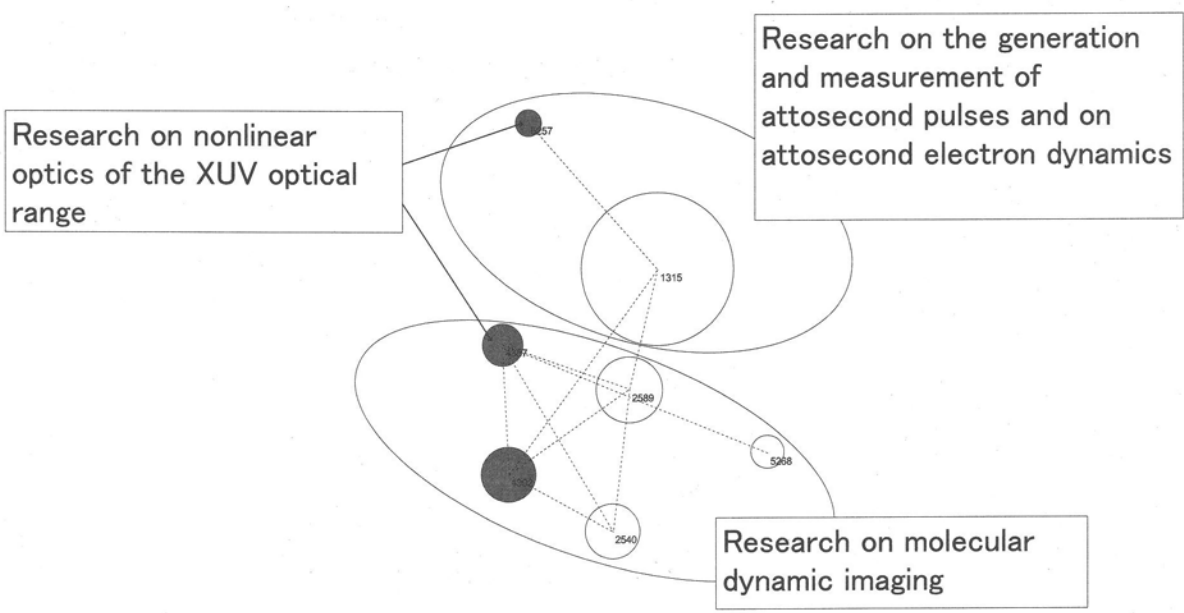 Research on the generation
and measurement of
attosecond pulses and on
attosecond electron dynamics
Research on nonlinear
optics of the XUV optical
range
1315
2589
5268
2540
Research on molecular
dynamic imaging